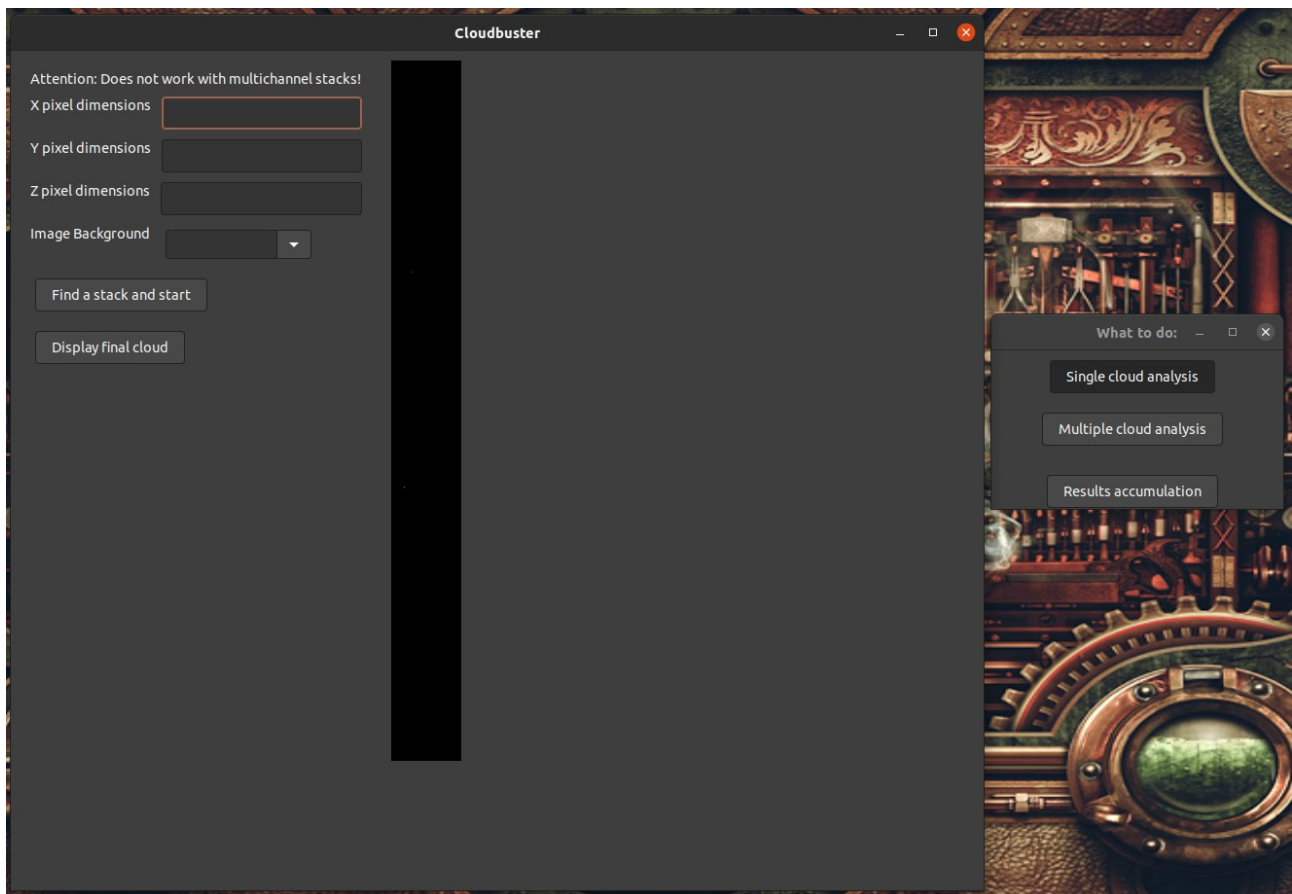 Cloudbuster
Attention: Does not work with multichannel stacks!
X pixel dimensions
Y pixel dimensions
Z pixel dimensions
Image Background
Find a stack and start
Display final cloud
What to do:
Single cloud analysis
Multiple cloud analysis
Results accumulation